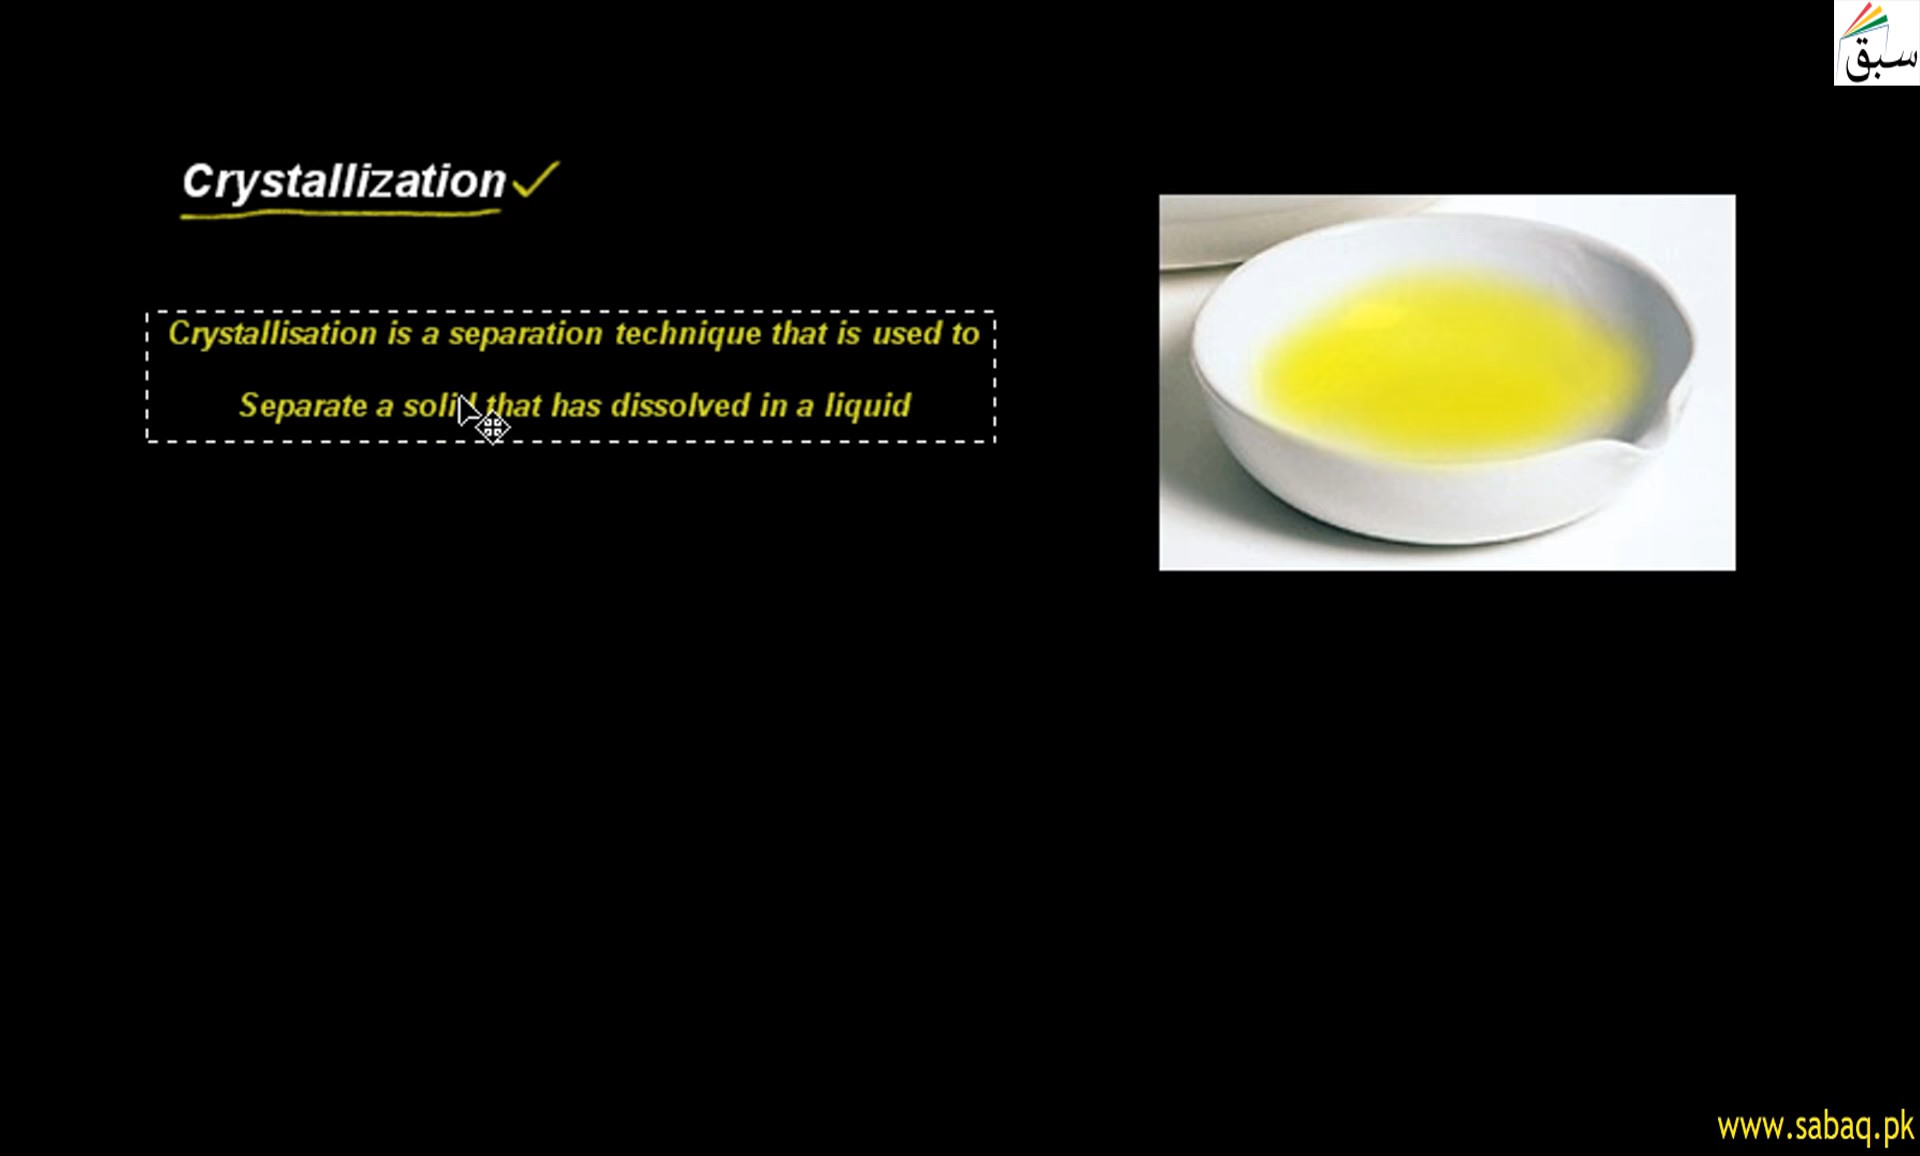 سبق
Crystallization
Crystallisation is a separation technique that is used to
Separate a solid that has dissolved in a liquid
www.sabaq.pk